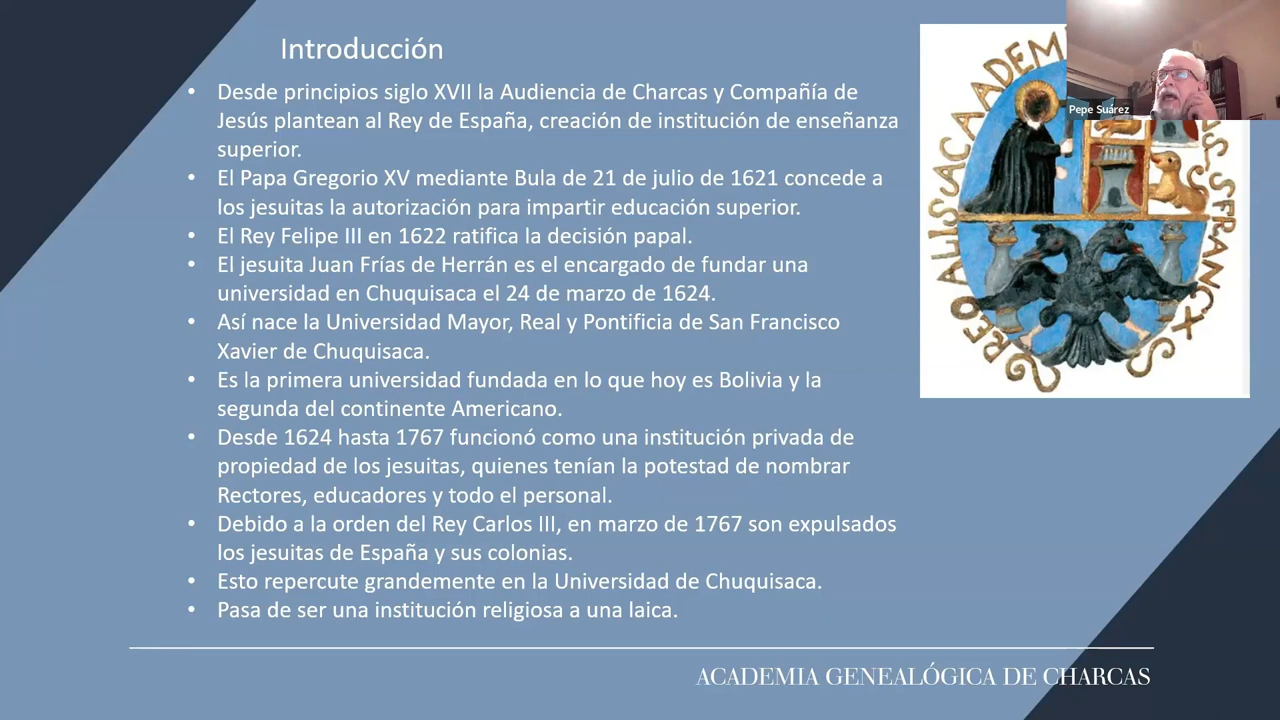 Introducción
• Desde principios siglo XVII la Audiencia de Charcas y Compañía de
Jesús plantean al Rey de España, creación de institución de enseñanza
superior.
• El Papa Gregorio XV mediante Bula de 21 de julio de 1621 concede a
los jesuitas la autorización para impartir educación superior.
• El Rey Felipe III en 1622 ratifica la decisión papal.
• El jesuita Juan Frías de Herrán es el encargado de fundar una
universidad en Chuquisaca el 24 de marzo de 1624.
• Así nace la Universidad Mayor, Real y Pontificia de San Francisco
Xavier de Chuquisaca.
• Es la primera universidad fundada en lo que hoy es Bolivia y la
segunda del continente Americano.
• Desde 1624 hasta 1767 funcionó como una institución privada de
propiedad de los jesuitas, quienes tenían la potestad de nombrar
Rectores, educadores y todo el personal.
• Debido a la orden del Rey Carlos III, en marzo de 1767 son expulsados
los jesuitas de España y sus colonias.
• Esto repercute grandemente en la Universidad de Chuquisaca.
• Pasa de ser una institución religiosa a una laica.
Pepe Suárez
ACADEMIA GENEALÓGICA DE CHARCAS